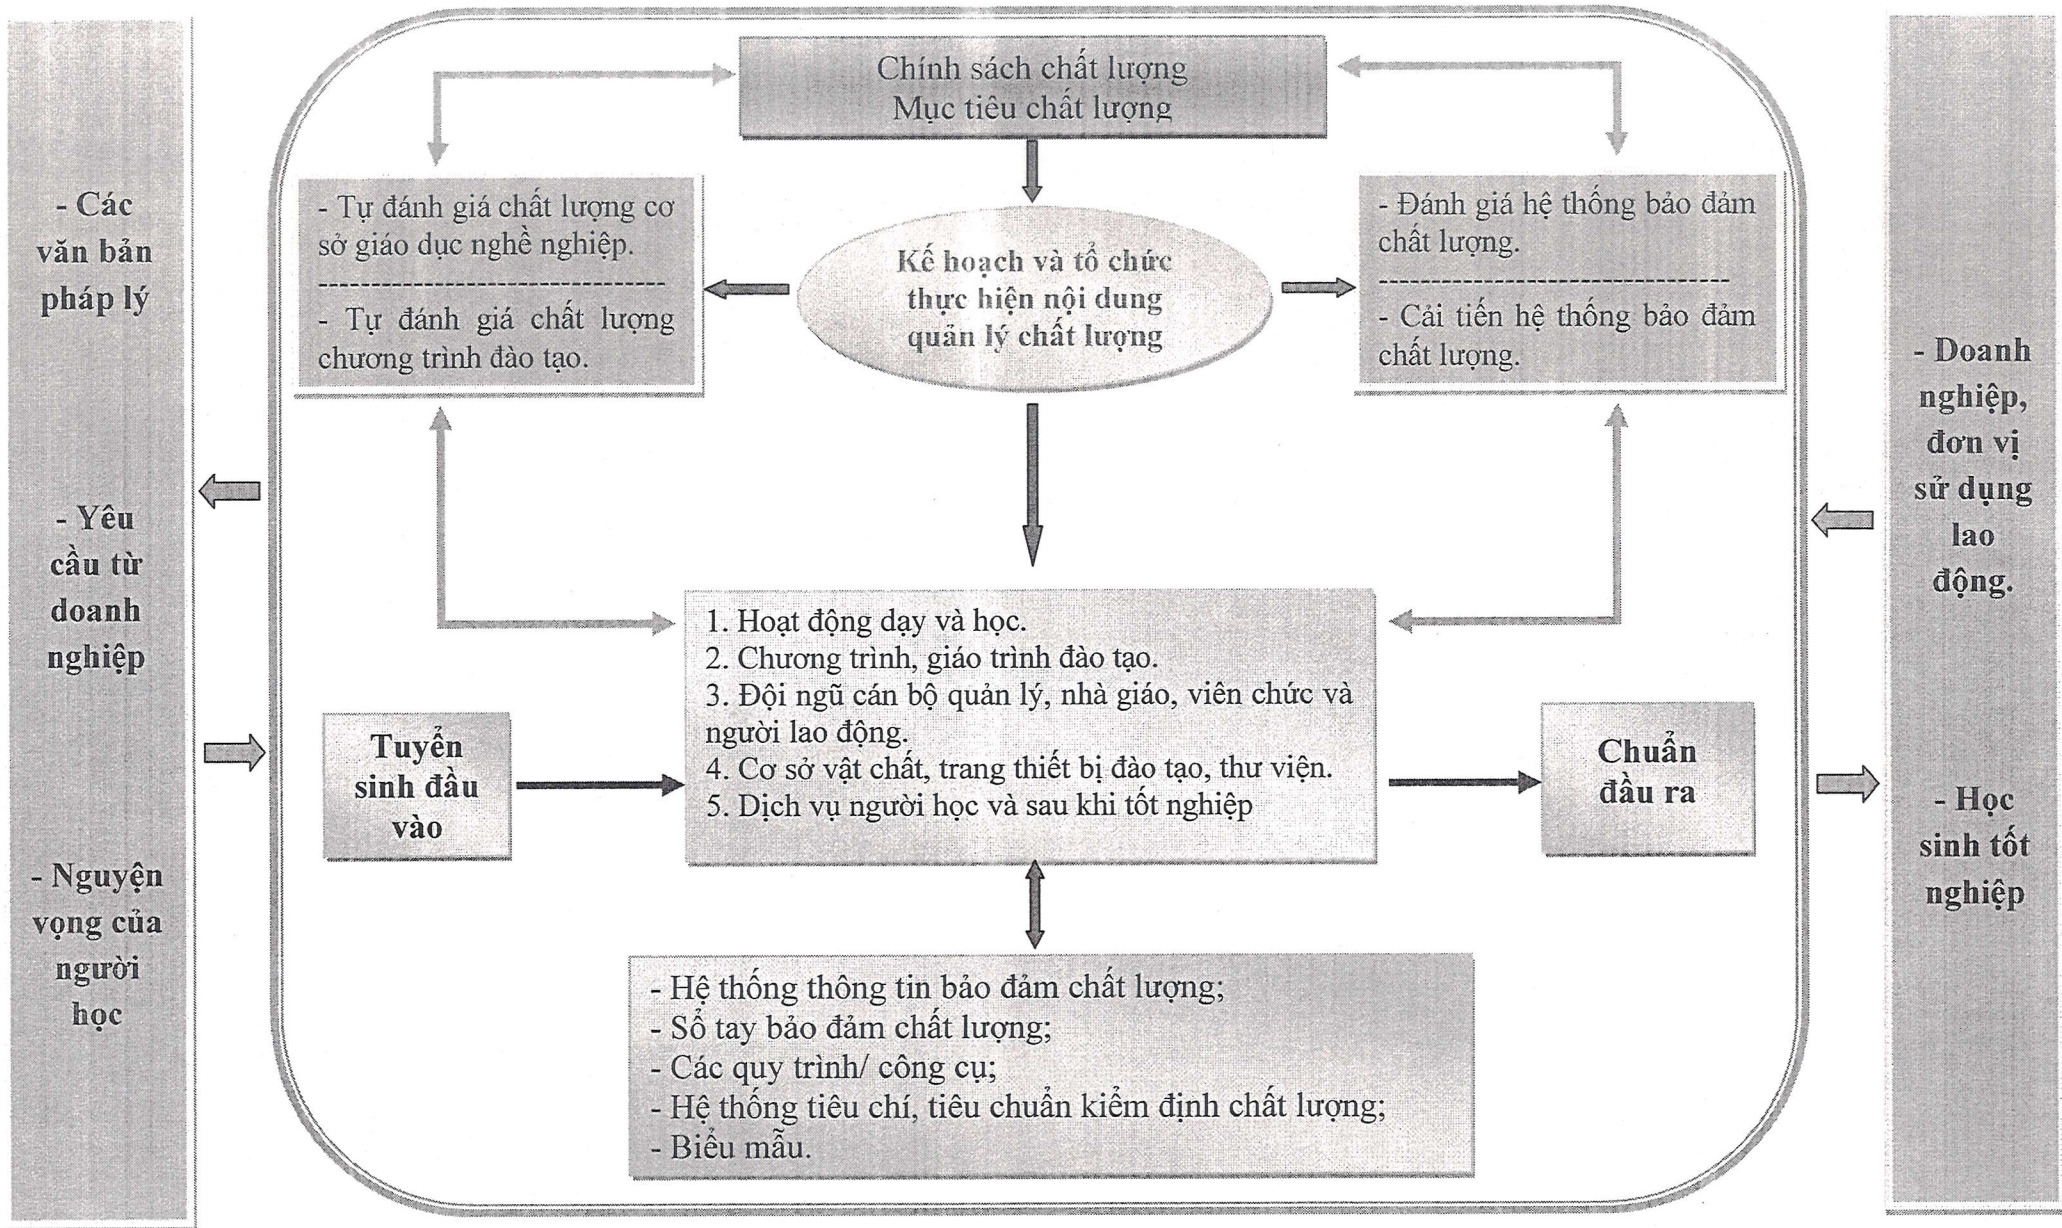 Chính sách chất lượng
Mục tiêu chất lượng
- Các
văn bản
pháp lý
- Yêu
cầu từ
doanh
nghiệp
- Nguyện
vọng của
người
học
- Tự đánh giá chất lượng cơ
sở giáo dục nghề nghiệp.
- Tự đánh giá chất lượng
chương trình đào tạo.
Kế hoạch và tổ chức
thực hiện nội dung
quản lý chất lượng
- Đánh giá hệ thống bảo đảm
chất lượng.
- Cải tiến hệ thống bảo đảm
chất lượng.
Tuyển
sinh đầu
vào
1. Hoạt động dạy và học.
2. Chương trình, giáo trình đào tạo.
3. Đội ngũ cán bộ quản lý, nhà giáo, viên chức và
người lao động.
4. Cơ sở vật chất, trang thiết bị đào tạo, thư viện.
5. Dịch vụ người học và sau khi tốt nghiệp
Chuẩn
đầu ra
- Hệ thống thông tin bảo đảm chất lượng;
- Sổ tay bảo đảm chất lượng;
- Các quy trình/ công cụ;
- Hệ thống tiêu chí, tiêu chuẩn kiểm định chất lượng;
- Biểu mẫu.
- Doanh
nghiệp,
đơn vị
sử dụng
lao
động.
- Học
sinh tốt
nghiệp